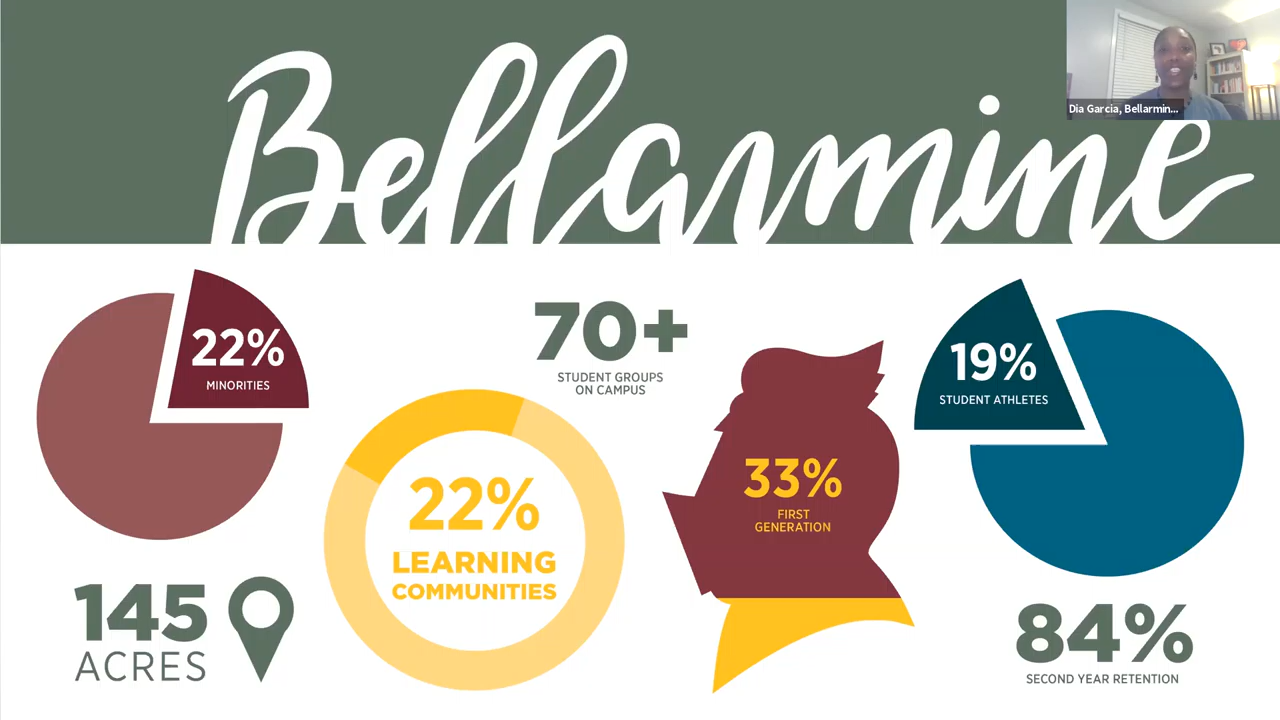 Bellarmine
Dia Garcia, Bellarmin...
22%
MINORITIES
70+
STUDENT GROUPS
ON CAMPUS
19%
STUDENT ATHLETES
22%
LEARNING
COMMUNITIES
33%
FIRST
GENERATION
145
ACRES
84%
SECOND YEAR RETENTION